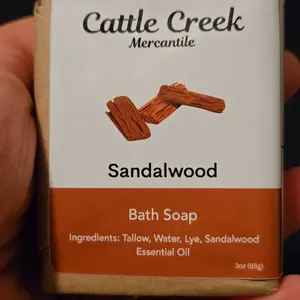 Cattle Creek
Mercantile
Sandalwood
Bath Soap
Ingredients: Tallow, Water, Lye, Sandalwood
Essential Oil
3oz (85g)